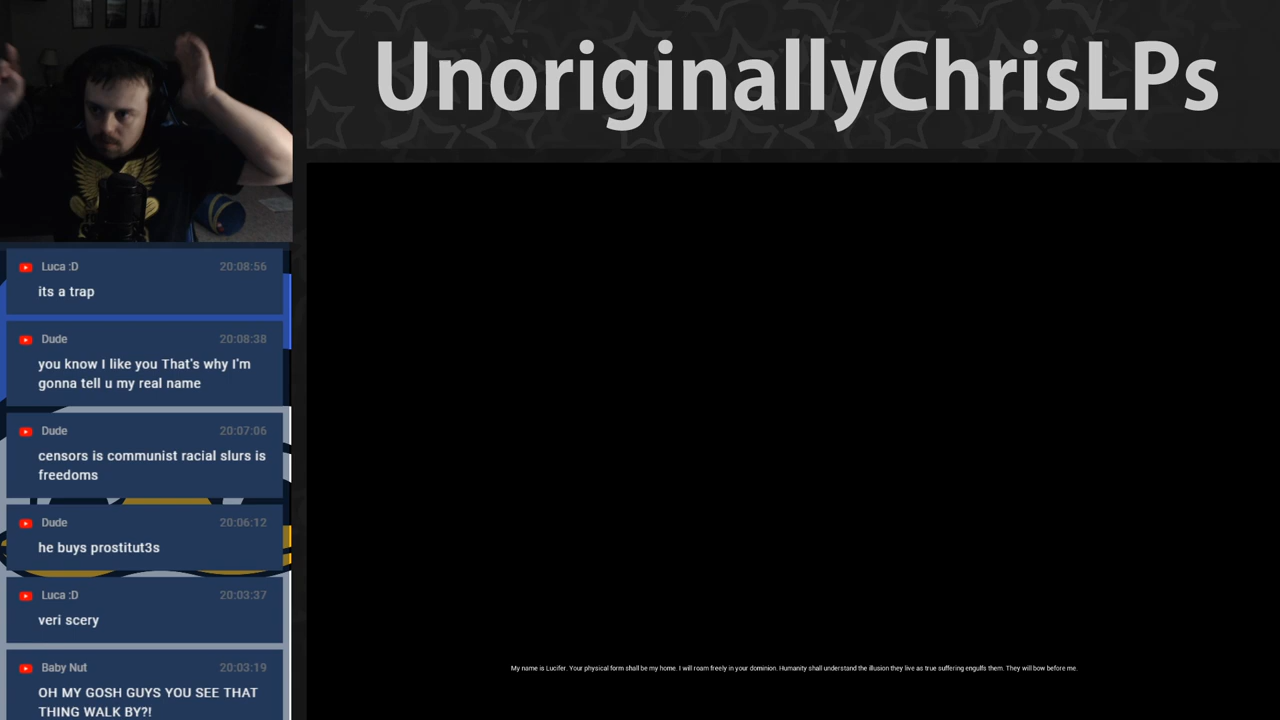 UnoriginallyChrisLPs
Luca :D 20:08:56
its a trap
Dude 20:08:38
you know I like you That's why I'm
gonna tell u my real name
Dude 20:07:06
censors is communist racial slurs is
freedoms
Dude 20:06:12
he buys prostitut3s
Luca :D 20:03:37
veri scery
Baby Nut 20:03:19
OH MY GOSH GUYS YOU SEE THAT
THING WALK BY?!
My name is Lucifer. Your physical form shall be my home. I will roam freely in your dominion. Humanity shall understand the illusion they live as true suffering engulfs them. They will bow before me.